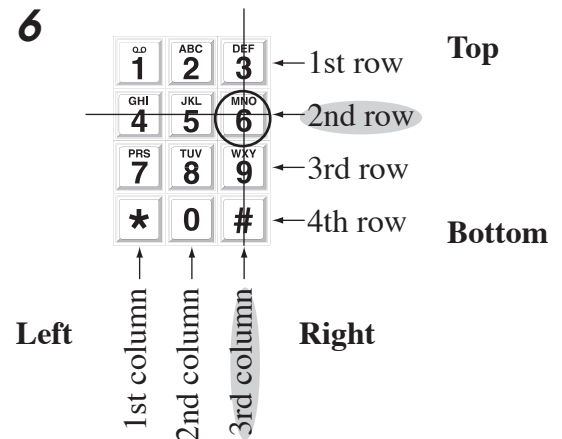 6
Top
ABC DEF
1 2 3 1st row
GHI JKL MNO
4 5 6 2nd row
PRS TUV WXY
7 8 9 3rd row
* 0 # 4th row
Bottom
Left
Right
1st column
2nd column
3rd column